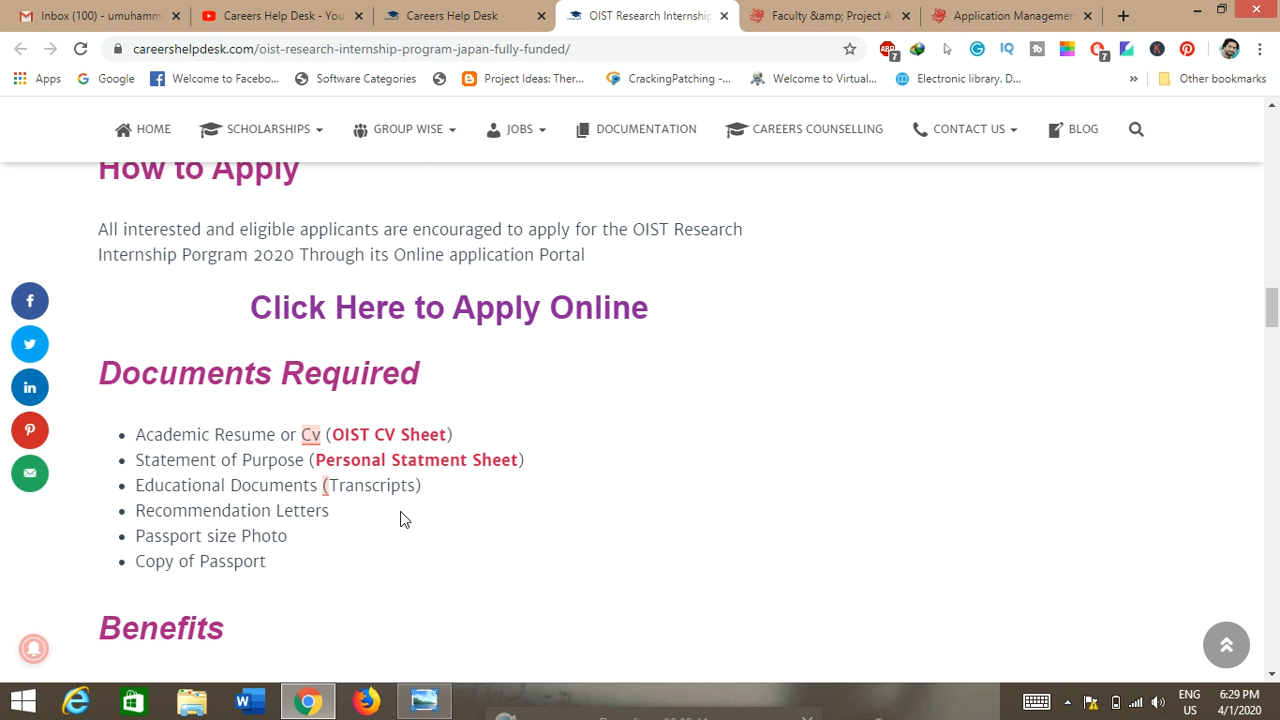 Inbox (100) - umuhamm
Careers Help Desk - You
Careers Help Desk
OIST Research Internship
Faculty &amp; Project A
Application Managemen
careershelpdesk.com/oist-research-internship-program-japan-fully-funded/
Apps
Google
Welcome to Facebo...
Software Categories
Project Ideas: Ther...
CrackingPatching -...
Welcome to Virtual...
Electronic library. D...
»
Other bookmarks
HOME
SCHOLARSHIPS
GROUP WISE
JOBS
DOCUMENTATION
CAREERS COUNSELLING
CONTACT US
BLOG
How to Apply
All interested and eligible applicants are encouraged to apply for the OIST Research
Internship Porgram 2020 Through its Online application Portal
Click Here to Apply Online
Documents Required
• Academic Resume or Cv (OIST CV Sheet)
• Statement of Purpose (Personal Statment Sheet)
• Educational Documents (Transcripts)
• Recommendation Letters
• Passport size Photo
• Copy of Passport
Benefits
ENG
US
6:29 PM
4/1/2020